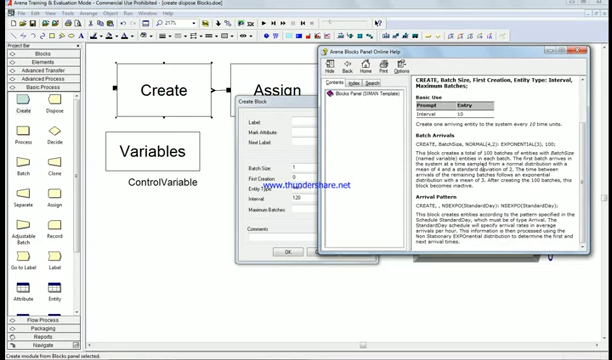 Arena Training & Evaluation Mode - Commercial Use Prohibited - [create dispose Blocks.doe]
File Edit View Tools Arrange Object Run Window Help
217%
Project Bar
Blocks
Elements
Advanced Transfer
Advanced Process
Basic Process
Create
Dispose
Process
Decide
Batch
Separate
Assign
Record
Adjustable Batch
Record
Go to Label
Label
Attribute
Entity
Flow Process
Packaging
Reports
Navigate
Create module from Blocks panel selected.
Create
Assign
Variables
ControlVariable
Create Block
Label:
Mark Attribute:
New Label:
Batch Size:
1
First Creation:
0
Entity Type:
Interval:
120
Maximum Batches:
Comments
OK
www.thundershare.net
Arena Blocks Panel Online Help
Hide
Back
Home
Print
Options
Contents
Index
Search
Blocks Panel (SIMAN Template)
CREATE, Batch Size, First Creation, Entity Type: Interval,
Maximum Batches;
Basic Use
Prompt Entry
Interval 10
Create one arriving entity to the system every 10 time units.
Batch Arrivals
CREATE, BatchSize, NORMAL(4,2): EXPONENTIAL(3), 100;
This block creates a total of 100 batches of entities with BatchSize
(named variable) entities in each batch. The first batch arrives in
the system at a time sampled from a normal distribution with a
mean of 4 and a standard deviation of 2. The time between
arrivals of the remaining batches follows an exponential
distribution with a mean of 3. After creating the 100 batches, this
block becomes inactive.
Arrival Pattern
CREATE, , NSEXPO(StandardDay): NSEXPO(StandardDay);
This block creates entities according to the pattern specified in the
Schedule StandardDay, which must be of type Arrival. The
StandardDay schedule will specify arrival rates in average
arrivals per hour. This information is then processed using the
Non Stationary EXPOnential distribution to determine the first and
next arrival times.